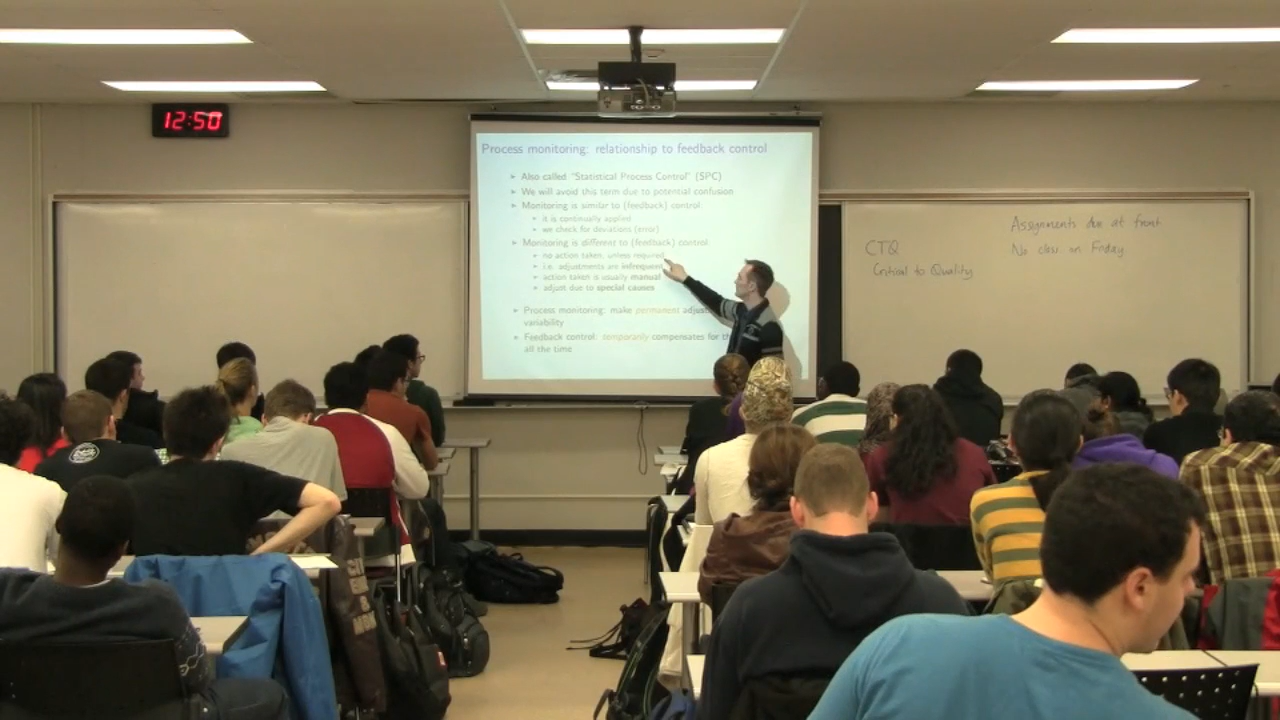 12:50
Process monitoring: relationship to feedback control
Also called "Statistical Process Control" (SPC)
We will avoid this term due to potential confusion
Monitoring is similar to (feedback) control:
it is continually applied
we check for deviations (error)
Monitoring is different to (feedback) control:
no action taken, unless required
i.e. adjustments are infrequent
action taken is usually manual
adjust due to special causes
Process monitoring: make permanent
variability
Feedback control: temporarily compensates for
all the time
Assignments due at front
CTQ
No class on Friday
Critical to Quality